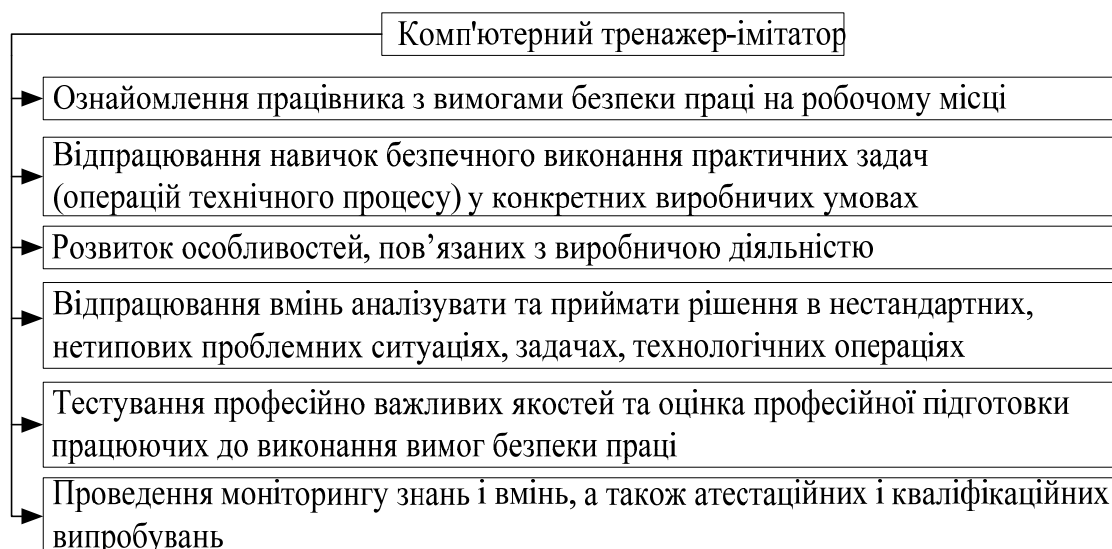 Комп'ютерний тренажер-імітатор
Ознайомлення працівника з вимогами безпеки праці на робочому місці
Відпрацювання навичок безпечного виконання практичних задач
(операцій технічного процесу) у конкретних виробничих умовах
Розвиток особливостей, пов’язаних з виробничою діяльністю
Відпрацювання вмінь аналізувати та приймати рішення в нестандартних,
нетипових проблемних ситуаціях, задачах, технологічних операціях
Тестування професійно важливих якостей та оцінка професійної підготовки
працюючих до виконання вимог безпеки праці
Проведення моніторингу знань і вмінь, а також атестаційних і кваліфікаційних
випробувань